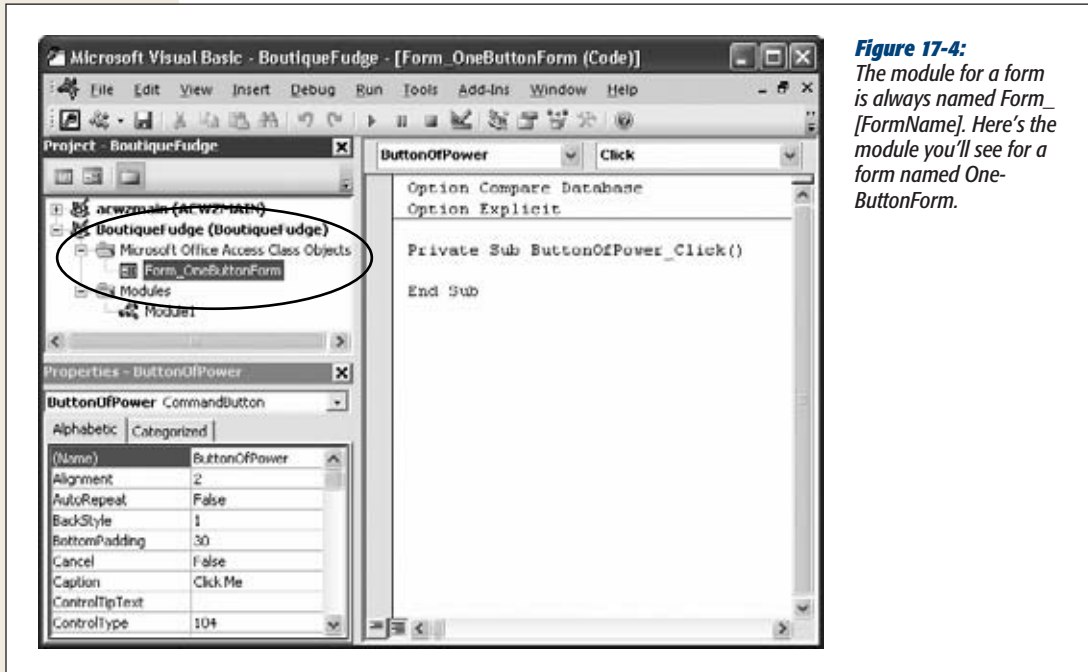 Microsoft Visual Basic - BoutiqueFudge - [Form_OneButtonForm (Code)]
File Edit View Insert Debug Run Tools Add-Ins Window Help
Project - BoutiqueFudge
acwzmain (ACWZMAIN)
BoutiqueFudge (BoutiqueFudge)
Microsoft Office Access Class Objects
Form_OneButtonForm
Modules
Module1
Properties - ButtonOfPower
ButtonOfPower CommandButton
Alphabetic Categorized
(Name) ButtonOfPower
Alignment 2
AutoRepeat False
BackStyle 1
BottomPadding 30
Cancel False
Caption Click Me
ControlTipText
ControlType 104
ButtonOfPower Click
Option Compare Database
Option Explicit
Private Sub ButtonOfPower_Click()
End Sub
Figure 17-4:
The module for a form
is always named Form_
[FormName]. Here's the
module you'll see for a
form named One-
ButtonForm.